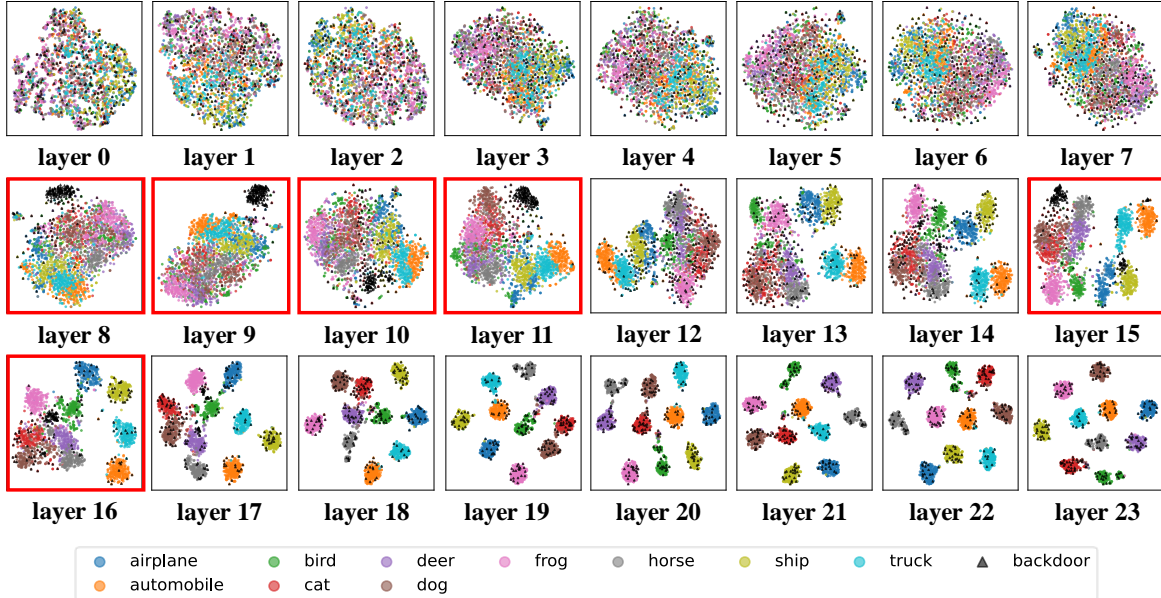 layer 0 layer 1 layer 2 layer 3 layer 4 layer 5 layer 6 layer 7
layer 8 layer 9 layer 10 layer 11 layer 12 layer 13 layer 14 layer 15
layer 16 layer 17 layer 18 layer 19 layer 20 layer 21 layer 22 layer 23
airplane bird deer frog horse ship truck backdoor
automobile cat dog